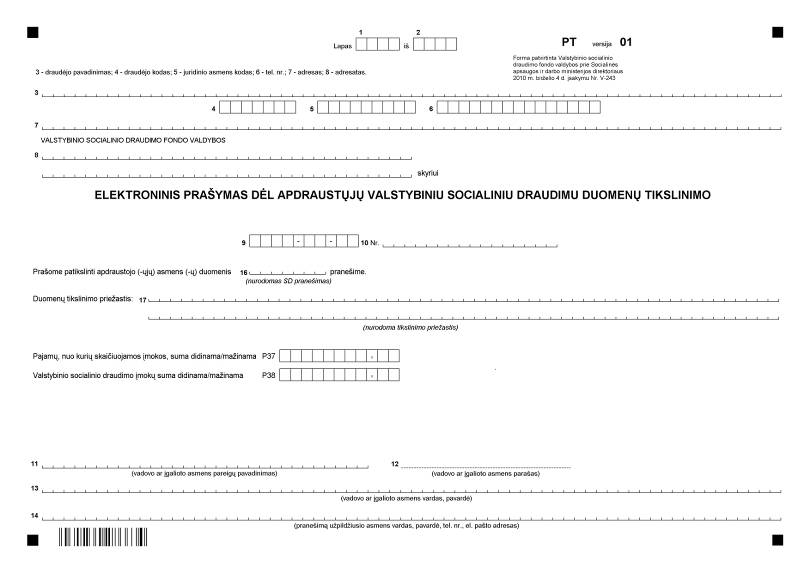 1 2
Lapas iš
PT versija 01
Forma patvirtinta Valstybinio socialinio
draudimo fondo valdybos prie Socialinės
apsaugos ir darbo ministerijos direktoriaus
2010 m. birželio 4 d. įsakymu Nr. V-243
3 - draudėjo pavadinimas; 4 - draudėjo kodas; 5 - juridinio asmens kodas; 6 - tel. nr.; 7 - adresas; 8 - adresatas.
3
4 5 6
7
VALSTYBINIO SOCIALINIO DRAUDIMO FONDO VALDYBOS
8
skyriui
ELEKTRONINIS PRAŠYMAS DĖL APDRAUSTŲJŲ VALSTYBINIU SOCIALINIU DRAUDIMU DUOMENŲ TIKSLINIMO
9 - - 10 Nr.
Prašome patikslinti apdraustojo (-ųjų) asmens (-ų) duomenis 16 pranešime.
(nurodomas SD pranešimas)
Duomenų tikslinimo priežastis: 17
(nurodoma tikslinimo priežastis)
Pajamų, nuo kurių skaičiuojamos įmokos, suma didinama/mažinama P37 ,
Valstybinio socialinio draudimo įmokų suma didinama/mažinama P38 ,
11 12
(vadovo ar įgalioto asmens pareigų pavadinimas) (vadovo ar įgalioto asmens parašas)
13
(vadovo ar įgalioto asmens vardas, pavardė)
14
(pranešimą užpildžiusio asmens vardas, pavardė, tel. nr., el. pašto adresas)